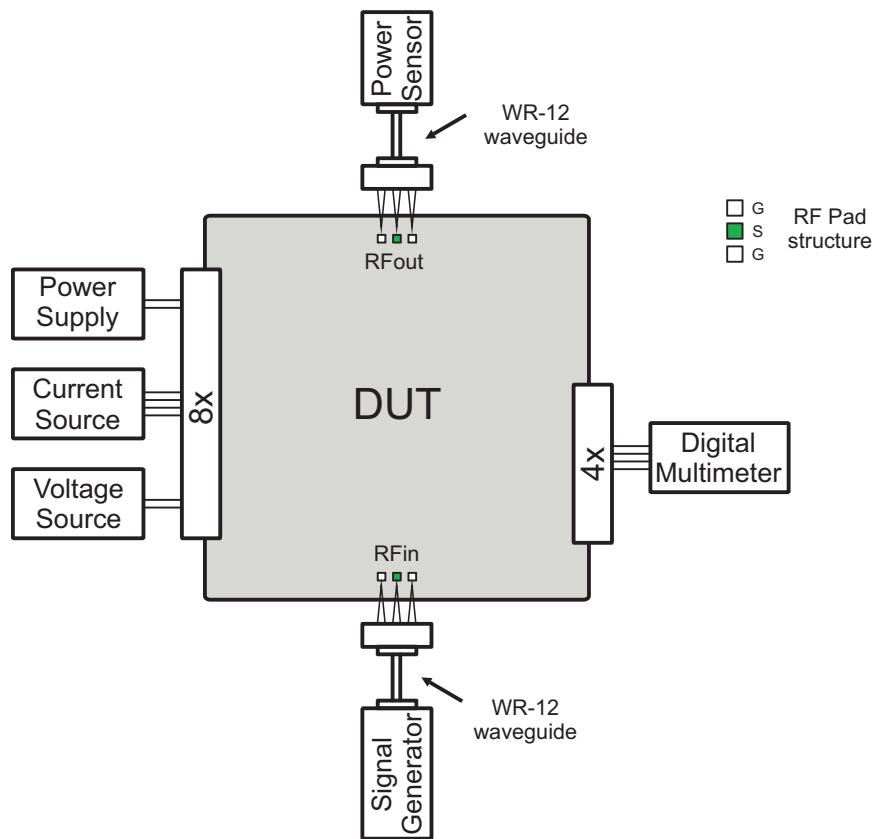 Power
Sensor
WR-12
waveguide
G
S
G
RF Pad
structure
RFout
Power
Supply
Current
Source
Voltage
Source
8x
DUT
4x
Digital
Multimeter
RFin
WR-12
waveguide
Signal
Generator